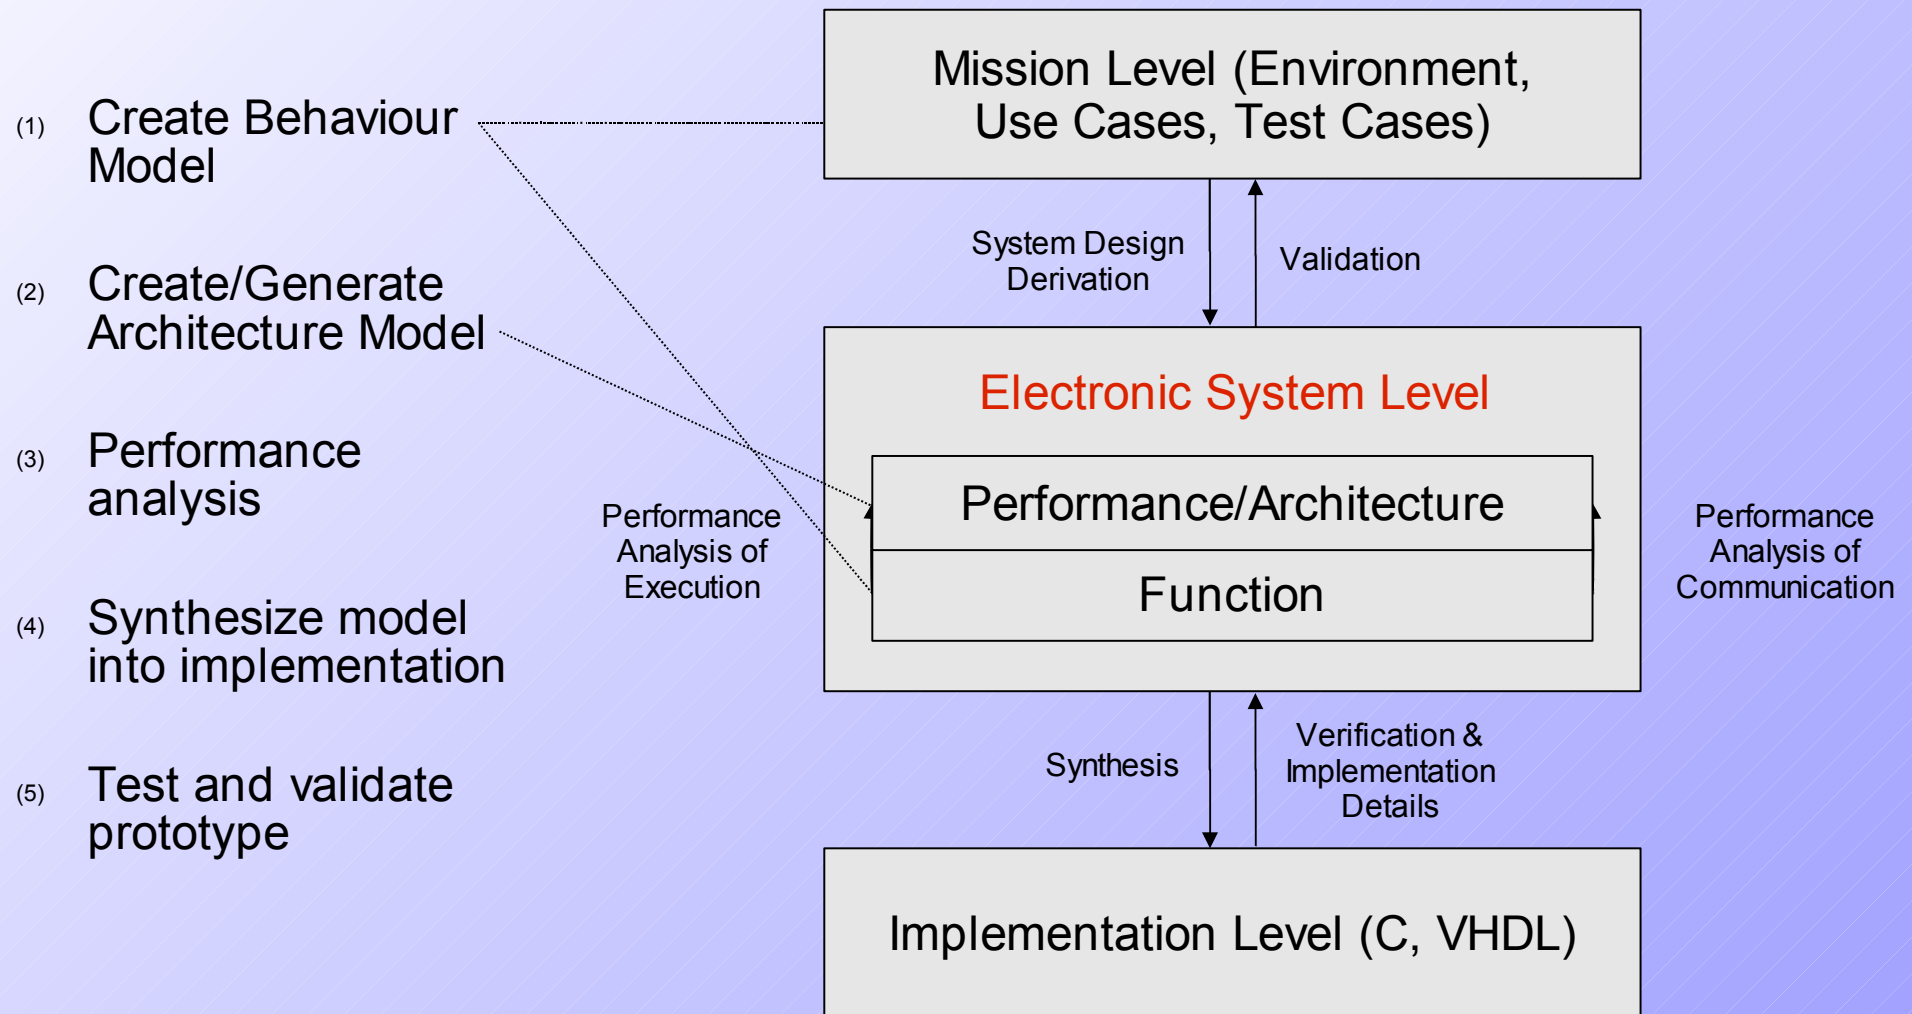 (1) Create Behaviour
Model
(2) Create/Generate
Architecture Model
(3) Performance
analysis
(4) Synthesize model
into implementation
(5) Test and validate
prototype
Mission Level (Environment,
Use Cases, Test Cases)
System Design
Derivation
Validation
Electronic System Level
Performance/Architecture
Function
Performance
Analysis of
Execution
Performance
Analysis of
Communication
Synthesis
Verification &
Implementation
Details
Implementation Level (C, VHDL)